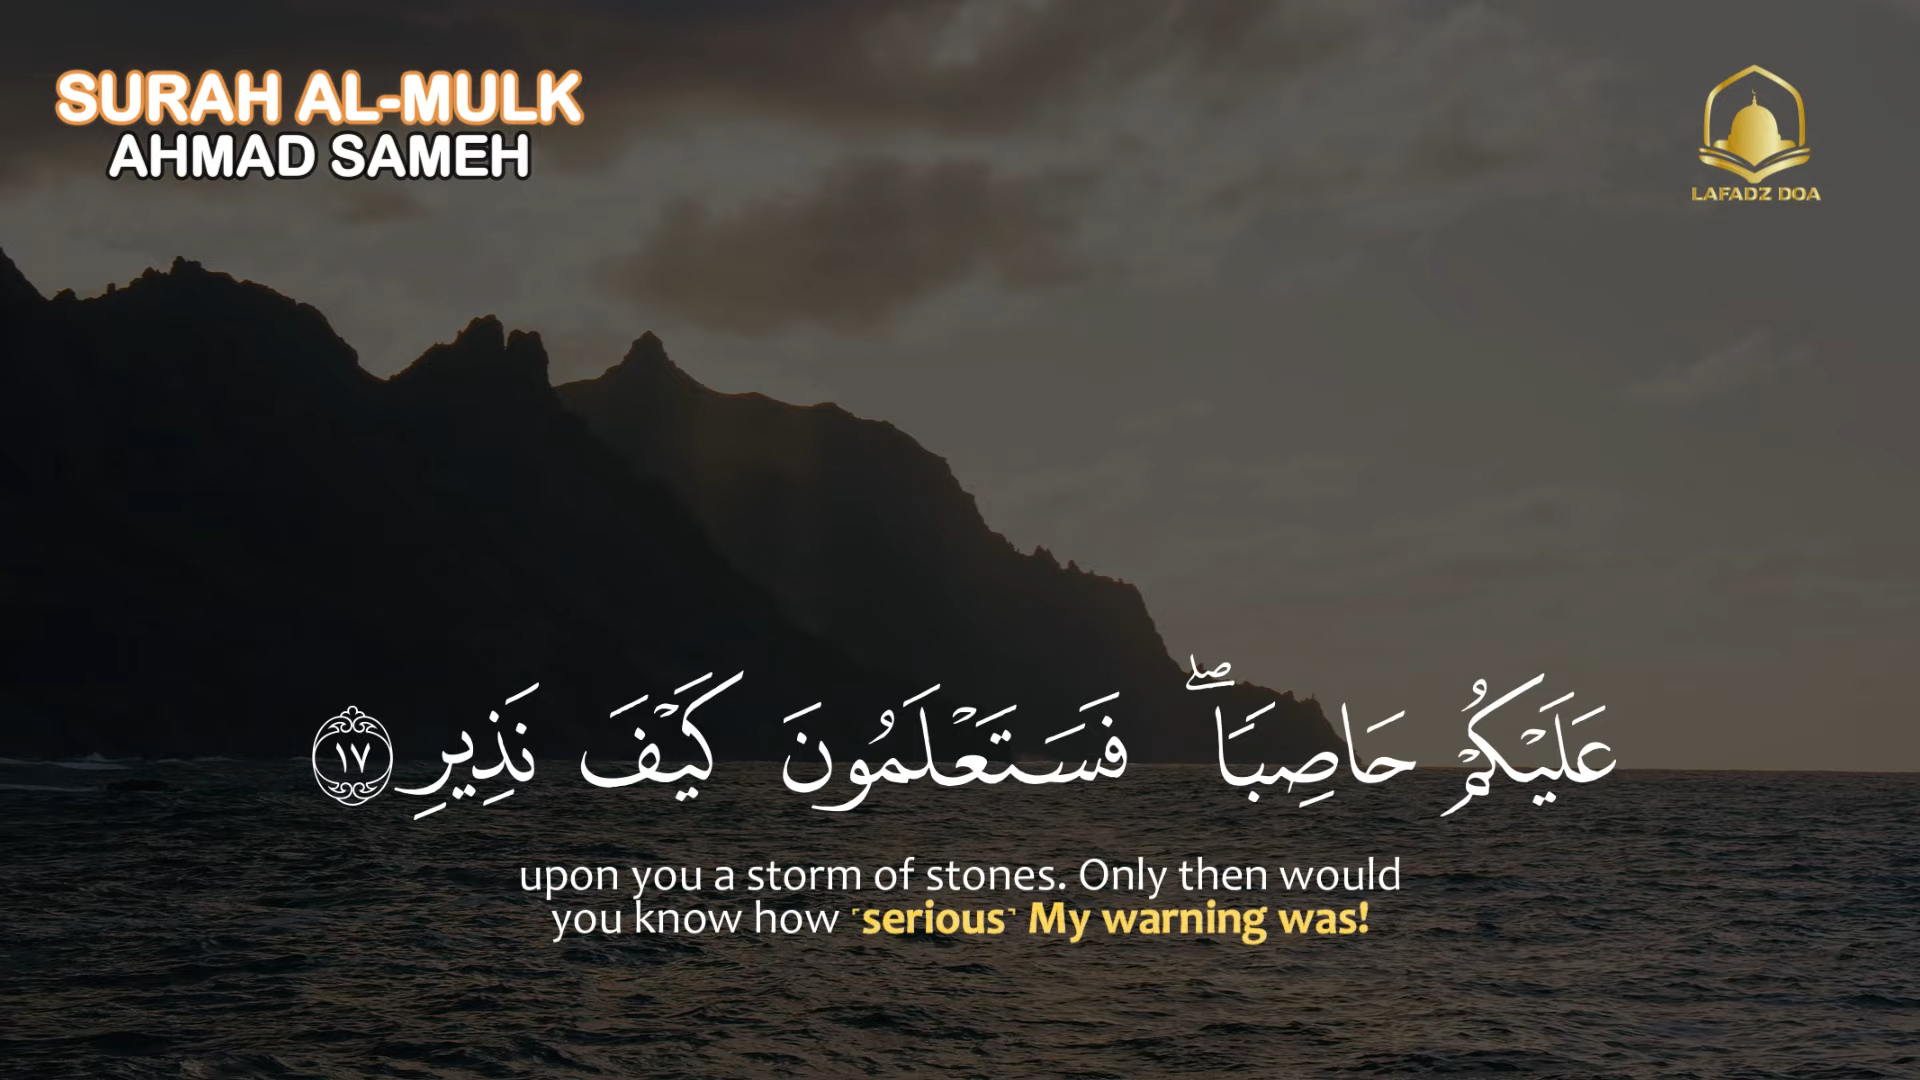 SURAH AL-MULK
AHMAD SAMEH
LAFADZ DOA
عَلَيْكُمْ حَاصِبًا ۖ فَسَتَعْلَمُونَ كَيْفَ نَذِيرِ ١٧
upon you a storm of stones. Only then would
you know how ˹serious˺ My warning was!